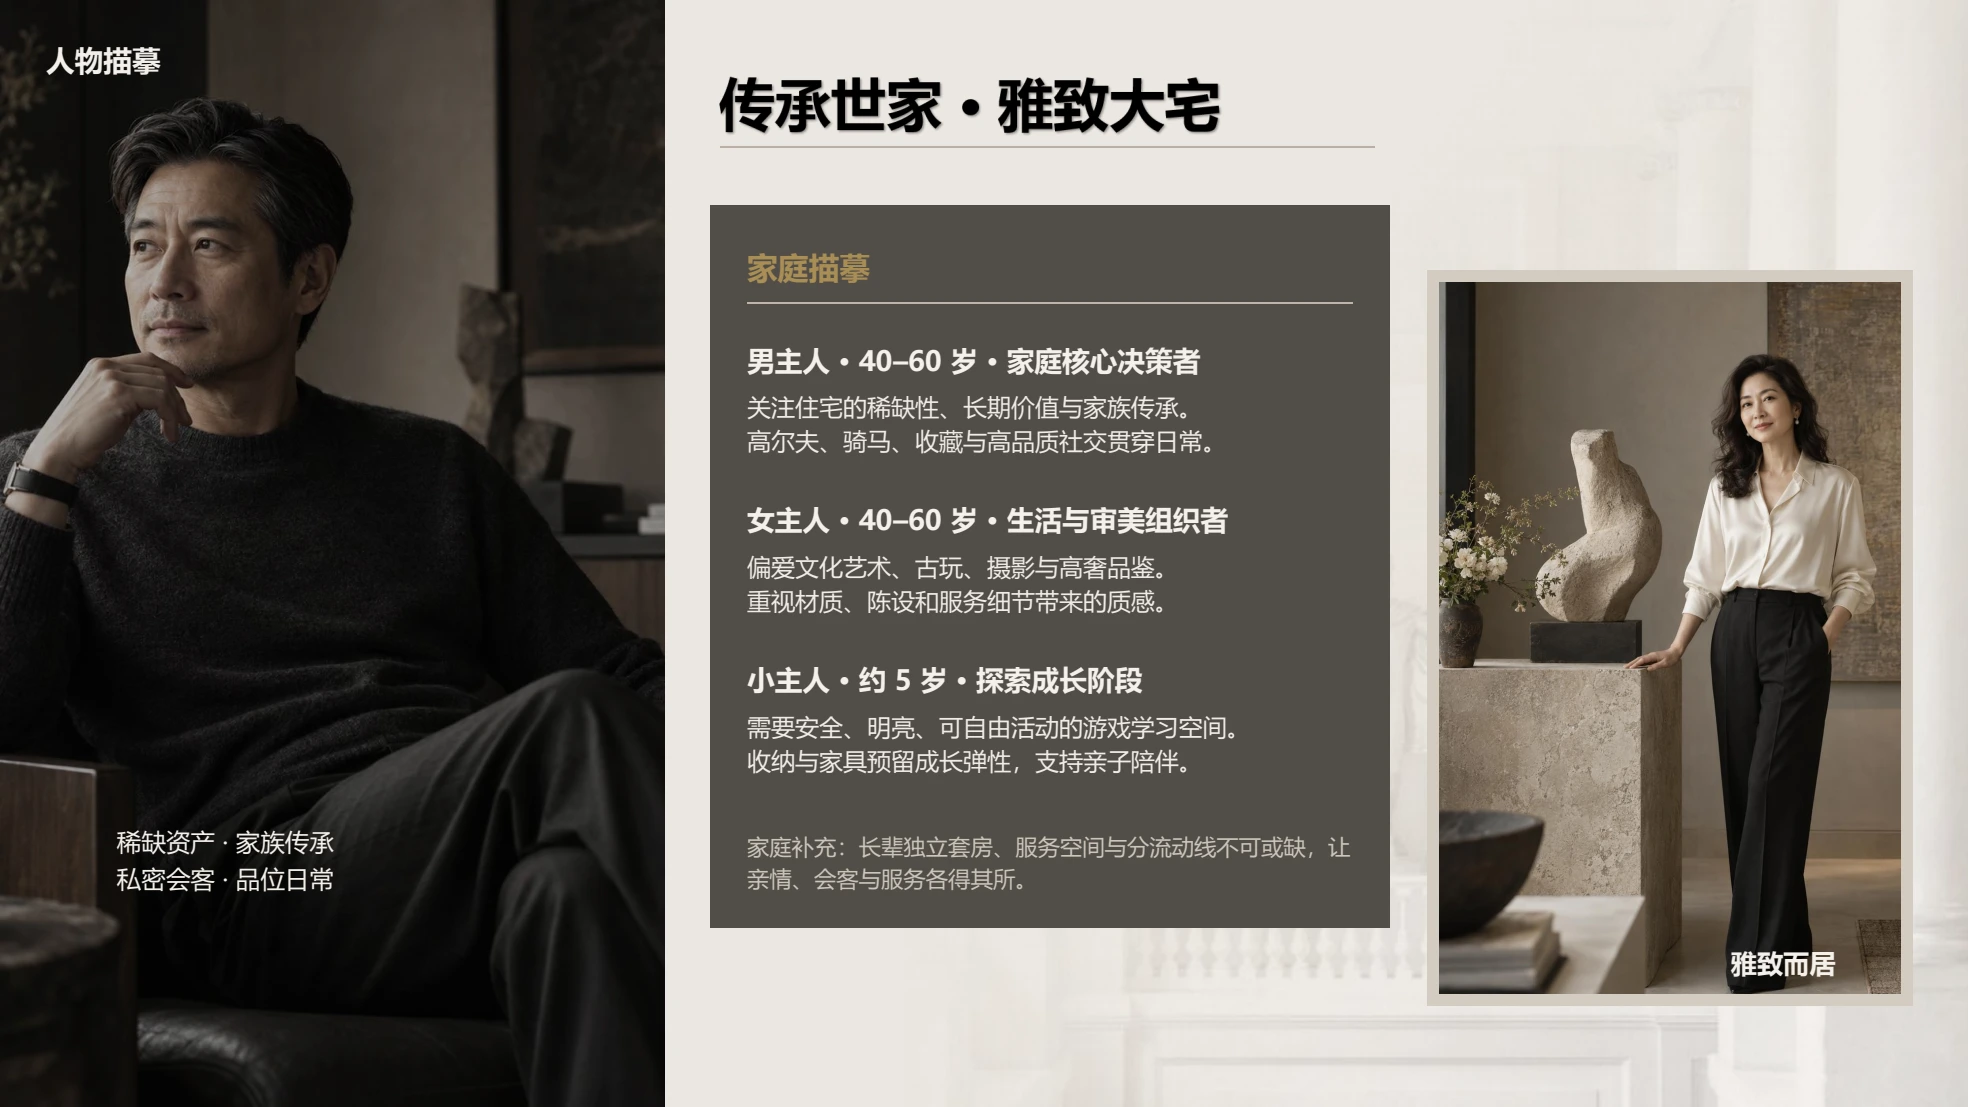 人物描摹
稀缺资产 · 家族传承
私密会客 · 品位日常
传承世家 • 雅致大宅
家庭描摹
男主人 • 40–60 岁 • 家庭核心决策者
关注住宅的稀缺性、长期价值与家族传承。
高尔夫、骑马、收藏与高品质社交贯穿日常。
女主人 • 40–60 岁 • 生活与审美组织者
偏爱文化艺术、古玩、摄影与高奢品鉴。
重视材质、陈设和服务细节带来的质感。
小主人 • 约 5 岁 • 探索成长阶段
需要安全、明亮、可自由活动的游戏学习空间。
收纳与家具预留成长弹性，支持亲子陪伴。
家庭补充：长辈独立套房、服务空间与分流动线不可或缺，让
亲情、会客与服务各得其所。
雅致而居